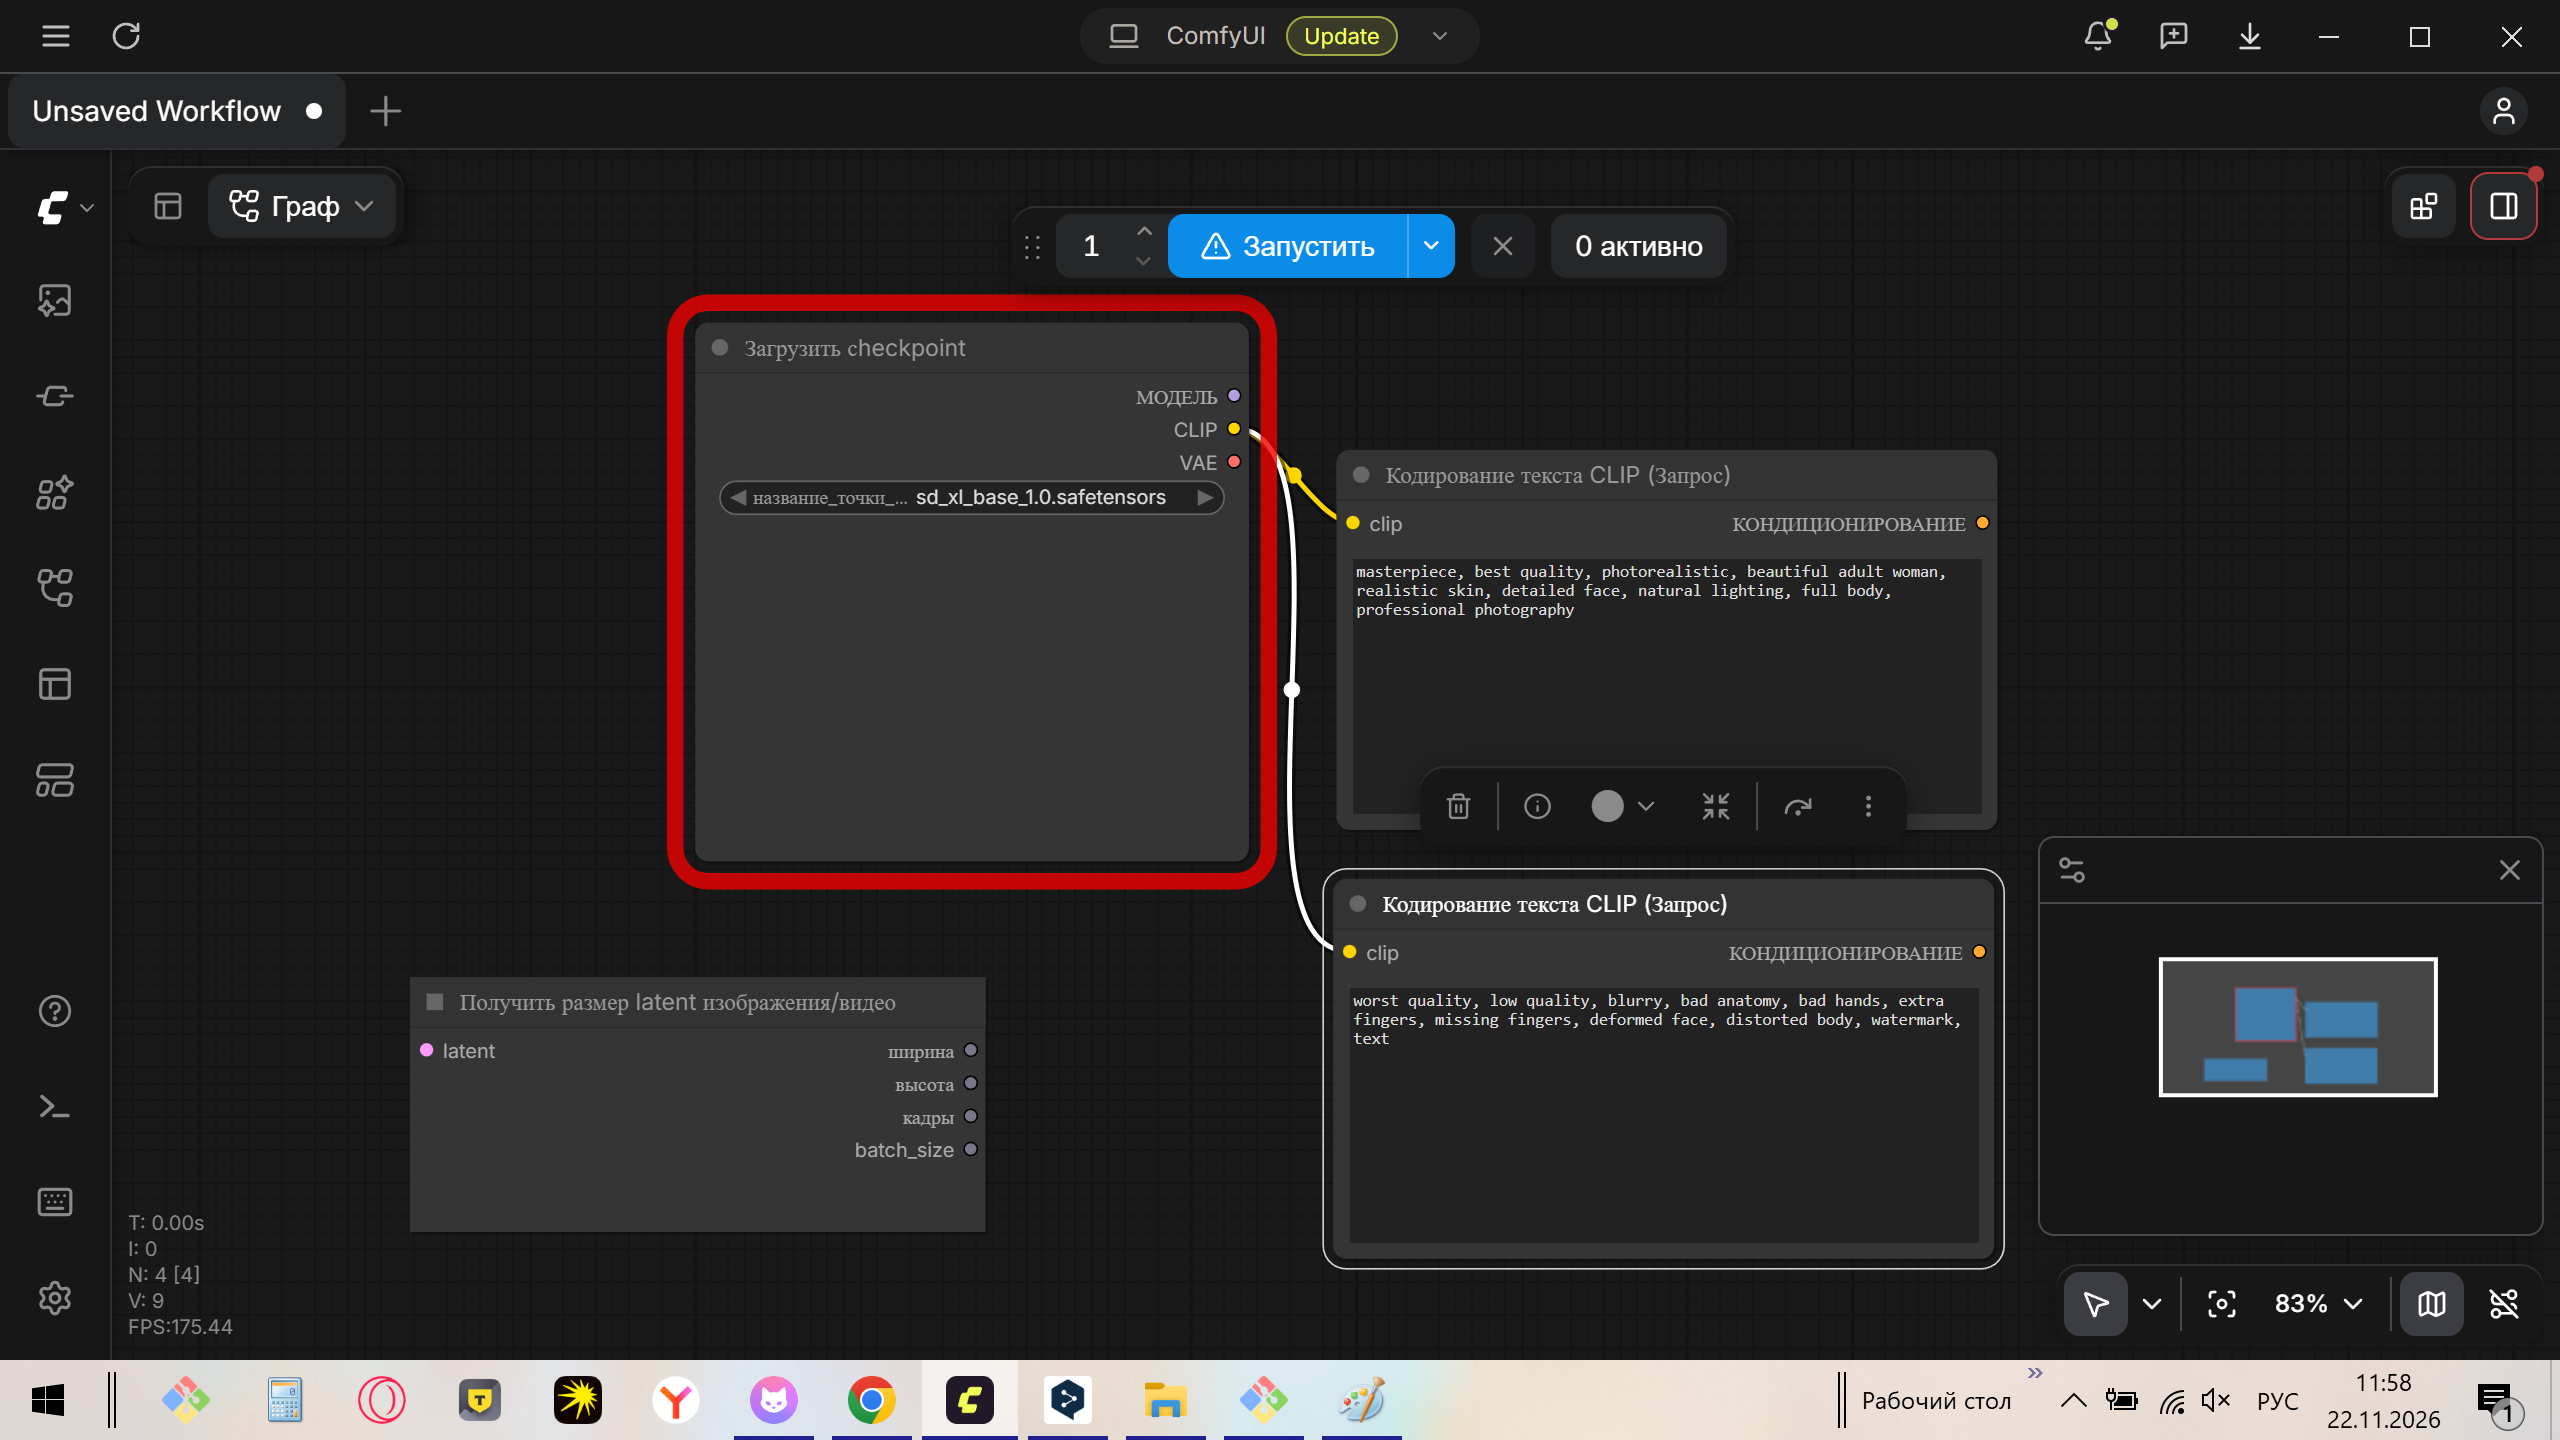 ComfyUI
Update
Unsaved Workflow
Граф
1
Запустить
0 активно
Загрузить checkpoint
МОДЕЛЬ
CLIP
VAE
название_точки_... sd_xl_base_1.0.safetensors
Кодирование текста CLIP (Запрос)
clip
КОНДИЦИОНИРОВАНИЕ
masterpiece, best quality, photorealistic, beautiful adult woman,
realistic skin, detailed face, natural lighting, full body,
professional photography
Кодирование текста CLIP (Запрос)
clip
КОНДИЦИОНИРОВАНИЕ
worst quality, low quality, blurry, bad anatomy, bad hands, extra
fingers, missing fingers, deformed face, distorted body, watermark,
text
Получить размер latent изображения/видео
latent
ширина
высота
кадры
batch_size
T: 0.00s
I: 0
N: 4 [4]
V: 9
FPS:175.44
83%
Рабочий стол
РУС
11:58
22.11.2026
1